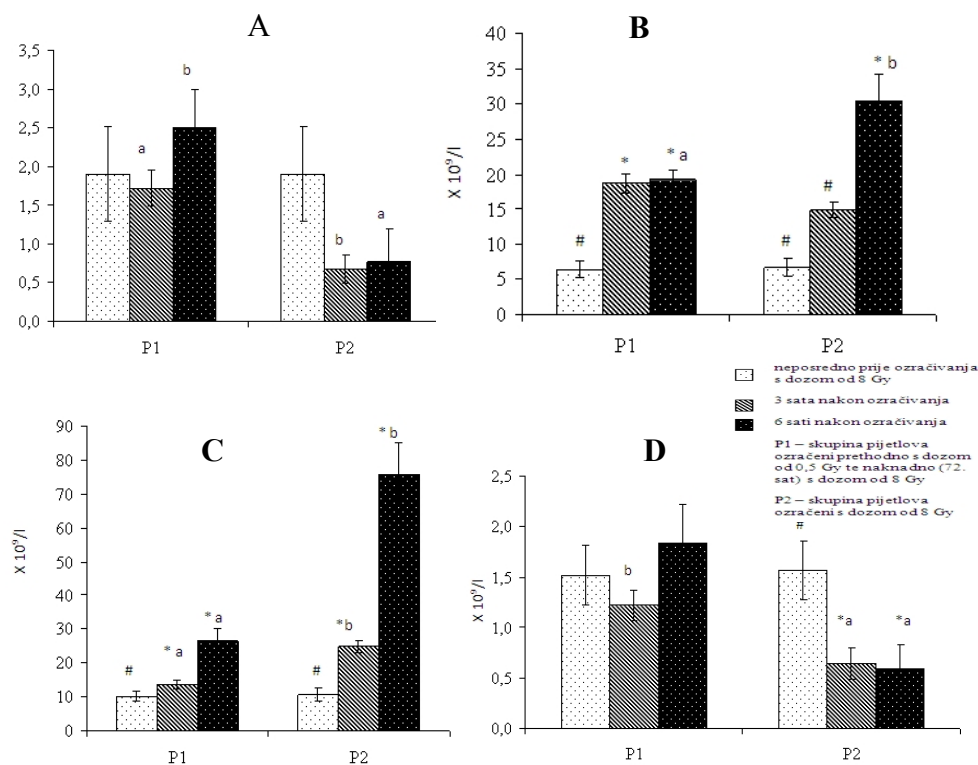 A
3,5
3,0
2,5
2,0
1,5
1,0
0,5
0,0
a
b
b
a
P1
P2
B
X 10⁹/l
40
35
30
25
20
15
10
5
0
#
*
* a
#
#
* b
P1
P2
neposredno prije ozračivanja
s dozom od 8 Gy
3 sata nakon ozračivanja
6 sati nakon ozračivanja
P1 – skupina pijetlova
ozračeni prethodno s dozom
od 0,5 Gy te naknadno (72.
sat) s dozom od 8 Gy
P2 – skupina pijetlova
ozračeni s dozom od 8 Gy
C
X 10⁹/l
90
80
70
60
50
40
30
20
10
0
#
* a
* a
#
*b
*b
P1
P2
D
X 10⁹/l
2,5
2,0
1,5
1,0
0,5
0,0
b
#
*a
*a
P1
P2